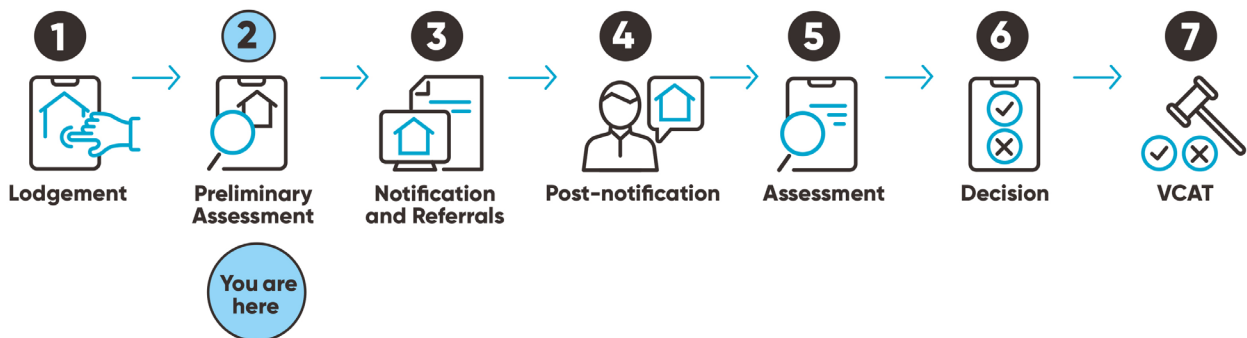 1
2
3
4
5
6
7
Lodgement
Preliminary
Assessment
Notification
and Referrals
Post-notification
Assessment
Decision
VCAT
You are
here